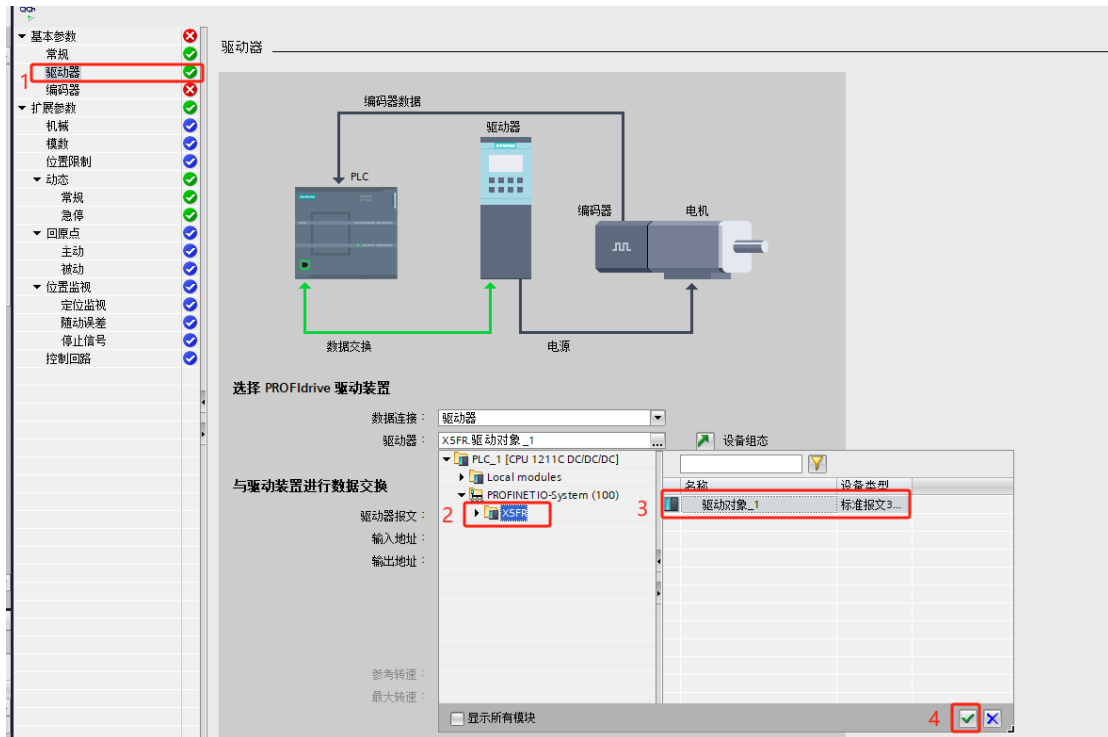 基本参数
常规
1
驱动器
编码器
扩展参数
机械
模数
位置限制
动态
常规
急停
回原点
主动
被动
位置监视
定位监视
随动误差
停止信号
控制回路
驱动器
编码器数据
驱动器
PLC
编码器
电机
数据交换
电源
选择 PROFIdrive 驱动装置
数据连接：
驱动器
驱动器：
X5FR.驱动对象_1
...
设备组态
PLC_1 [CPU 1211C DC/DC/DC]
Local modules
PROFINET IO-System (100)
2
X5FR
名称
设备类型
3
驱动对象_1
标准报文3...
与驱动装置进行数据交换
驱动器报文：
输入地址：
输出地址：
参考转速：
最大转速：
显示所有模块
4